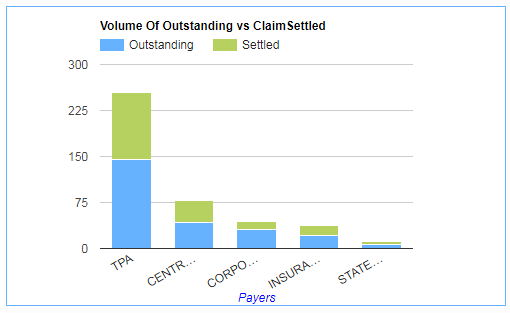 Volume Of Outstanding vs ClaimSettled
Outstanding Settled
300
225
150
75
0
TPA CENTR... CORPO... INSURA... STATE...
Payers